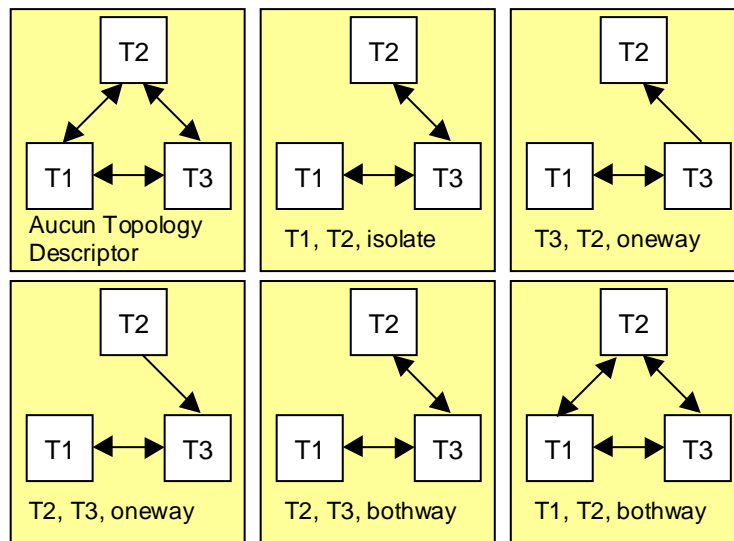 T2
T1
T3
Aucun Topology
Descriptor
T2
T1
T3
T1, T2, isolate
T2
T1
T3
T3, T2, oneway
T2
T1
T3
T2, T3, oneway
T2
T1
T3
T2, T3, bothway
T2
T1
T3
T1, T2, bothway